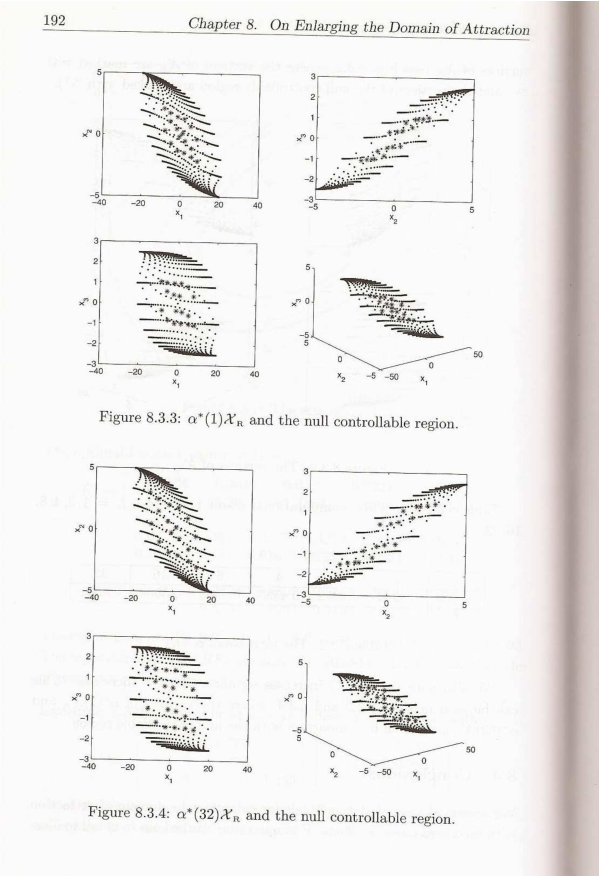 192
Chapter 8. On Enlarging the Domain of Attraction
5
0
−5
x2
−40 −20 0 20 40
x1
3
2
1
0
−1
−2
−3
x3
−5 0 5
x2
3
2
1
0
−1
−2
−3
x3
−40 −20 0 20 40
x1
5
0
−5
x3
5
0
−5
x2
−50
0
50
x1
Figure 8.3.3: α*(1)𝒳R and the null controllable region.
5
0
−5
x2
−40 −20 0 20 40
x1
3
2
1
0
−1
−2
−3
x3
−5 0 5
x2
3
2
1
0
−1
−2
−3
x3
−40 −20 0 20 40
x1
5
0
−5
x3
5
0
−5
x2
−50
0
50
x1
Figure 8.3.4: α*(32)𝒳R and the null controllable region.